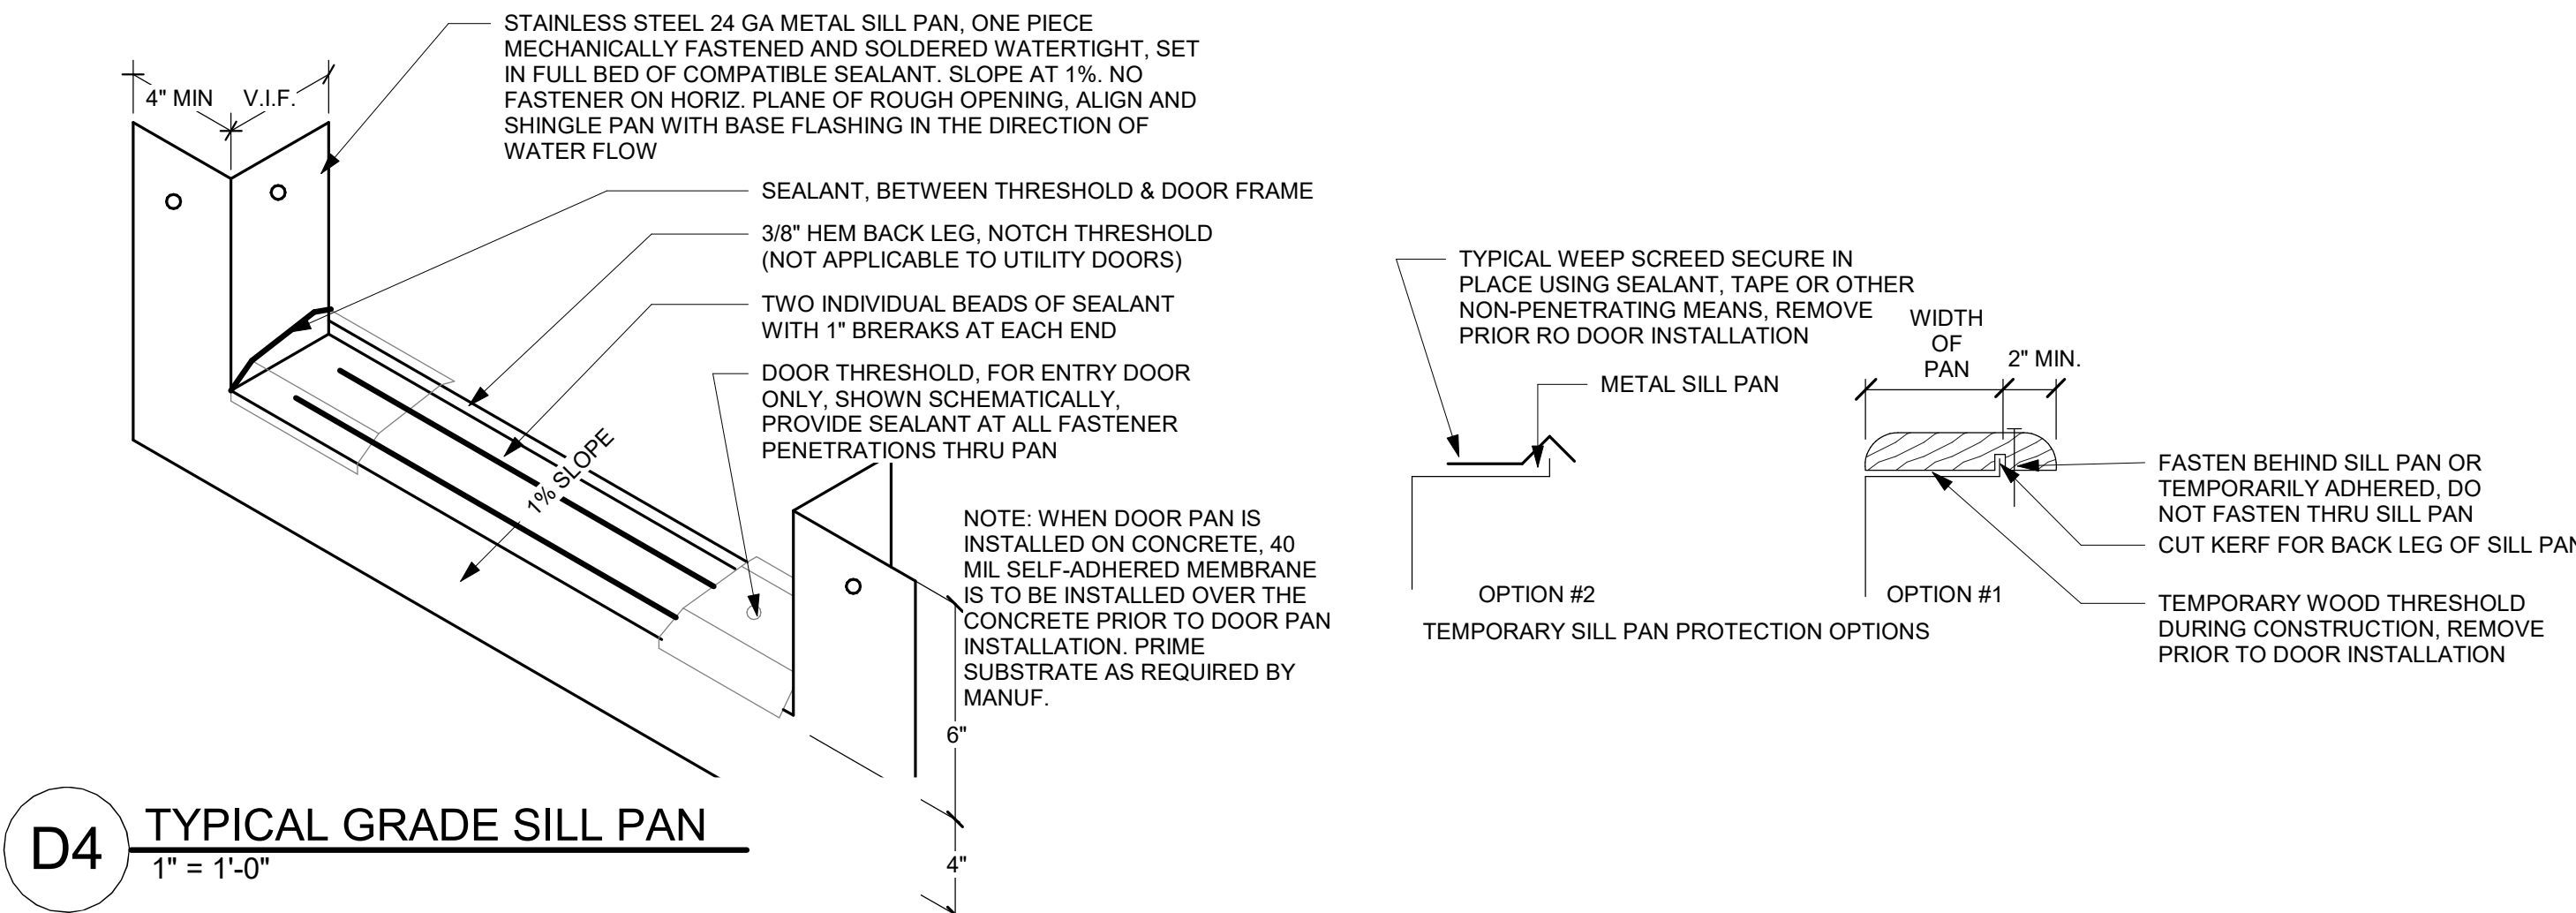 STAINLESS STEEL 24 GA METAL SILL PAN, ONE PIECE
MECHANICALLY FASTENED AND SOLDERED WATERTIGHT, SET
IN FULL BED OF COMPATIBLE SEALANT. SLOPE AT 1%. NO
FASTENER ON HORIZ. PLANE OF ROUGH OPENING, ALIGN AND
SHINGLE PAN WITH BASE FLASHING IN THE DIRECTION OF
WATER FLOW
4" MIN
V.I.F.
SEALANT, BETWEEN THRESHOLD & DOOR FRAME
3/8" HEM BACK LEG, NOTCH THRESHOLD
(NOT APPLICABLE TO UTILITY DOORS)
TWO INDIVIDUAL BEADS OF SEALANT
WITH 1" BRERAKS AT EACH END
DOOR THRESHOLD, FOR ENTRY DOOR
ONLY, SHOWN SCHEMATICALLY,
PROVIDE SEALANT AT ALL FASTENER
PENETRATIONS THRU PAN
1% SLOPE
NOTE: WHEN DOOR PAN IS
INSTALLED ON CONCRETE, 40
MIL SELF-ADHERED MEMBRANE
IS TO BE INSTALLED OVER THE
CONCRETE PRIOR TO DOOR PAN
INSTALLATION. PRIME
SUBSTRATE AS REQUIRED BY
MANUF.
6"
4"
TYPICAL WEEP SCREED SECURE IN
PLACE USING SEALANT, TAPE OR OTHER
NON-PENETRATING MEANS, REMOVE
PRIOR RO DOOR INSTALLATION
METAL SILL PAN
WIDTH
OF
PAN
2" MIN.
FASTEN BEHIND SILL PAN OR
TEMPORARILY ADHERED, DO
NOT FASTEN THRU SILL PAN
CUT KERF FOR BACK LEG OF SILL PAN
TEMPORARY WOOD THRESHOLD
DURING CONSTRUCTION, REMOVE
PRIOR TO DOOR INSTALLATION
OPTION #2
OPTION #1
TEMPORARY SILL PAN PROTECTION OPTIONS
D4
TYPICAL GRADE SILL PAN
1" = 1'-0"